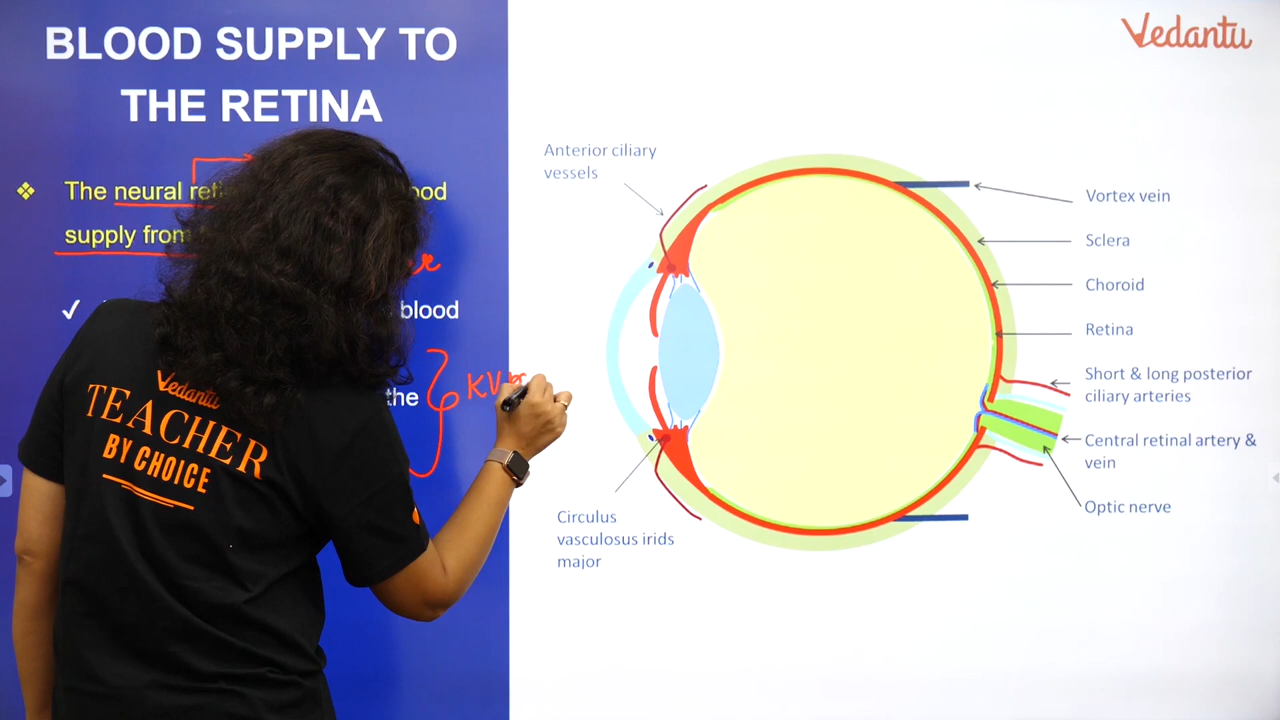 BLOOD SUPPLY TO
THE RETINA
The neural ood
supply from
blood
the
KV
Vedantu
TEACHER
BY CHOICE
Vedantu
Anterior ciliary
vessels
Circulus
vasculosus irids
major
Vortex vein
Sclera
Choroid
Retina
Short & long posterior
ciliary arteries
Central retinal artery &
vein
Optic nerve